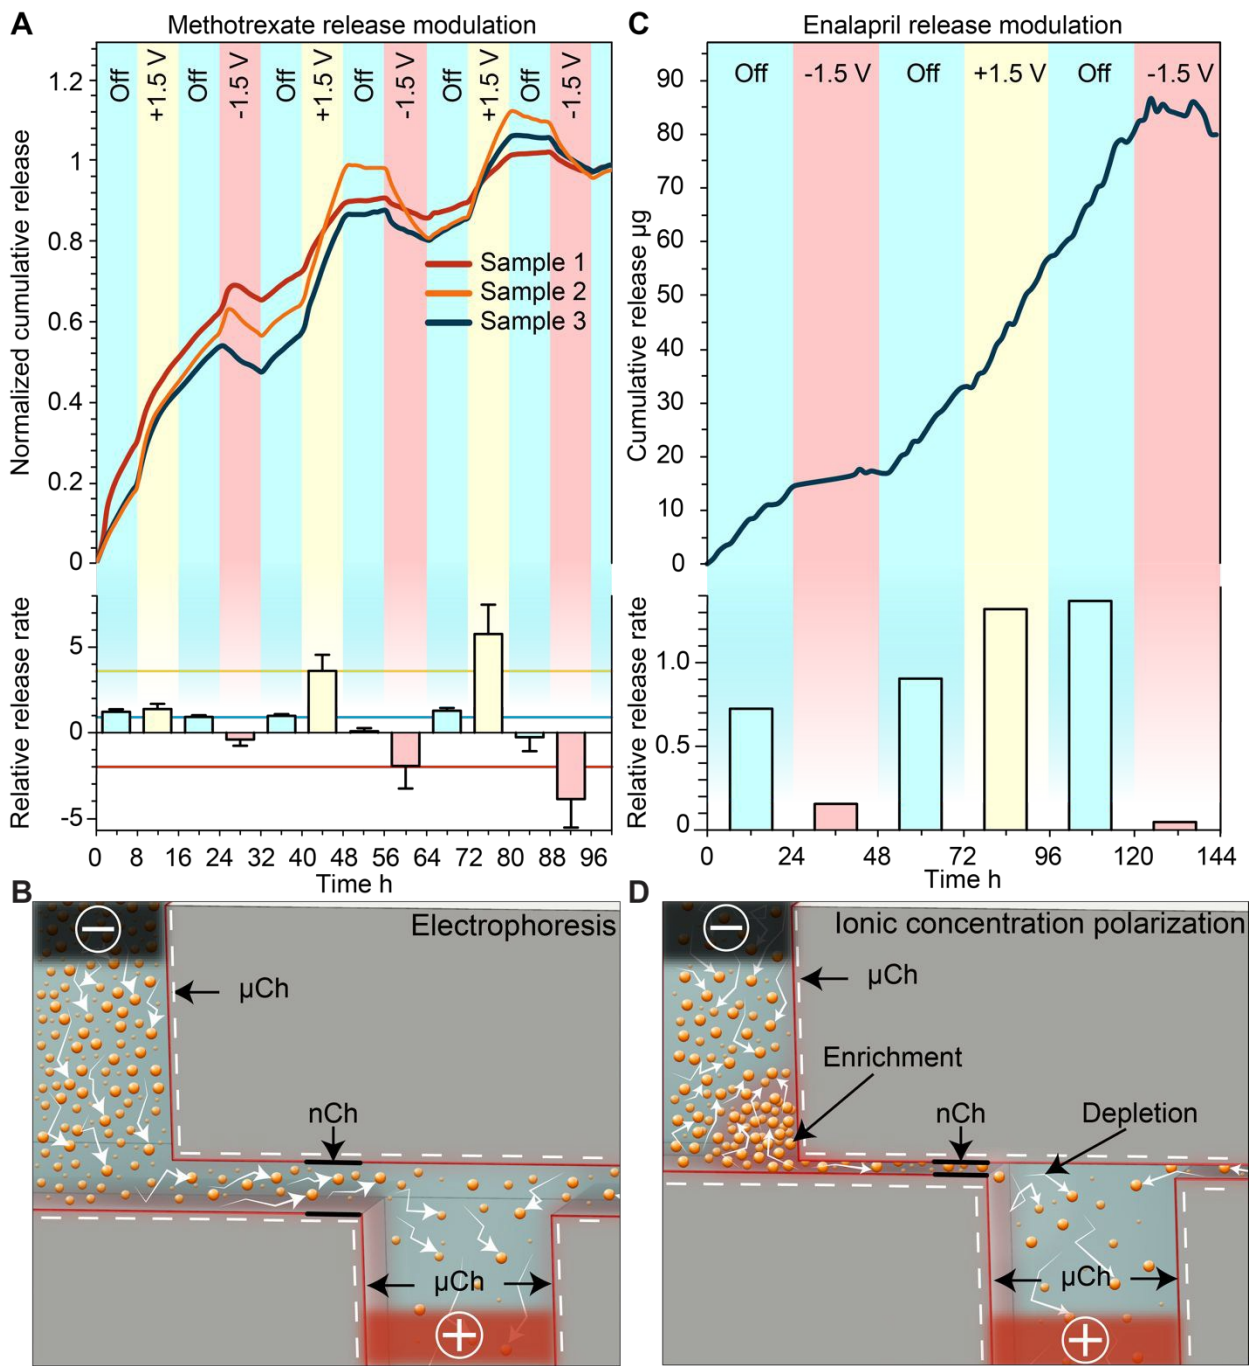 A
Methotrexate release modulation
Normalized cumulative release
1.2
1
0.8
0.6
0.4
0.2
0
Off
+1.5 V
Off
-1.5 V
Off
+1.5 V
Off
-1.5 V
Off
+1.5 V
Off
-1.5 V
Sample 1
Sample 2
Sample 3
Relative release rate
5
0
-5
0 8 16 24 32 40 48 56 64 72 80 88 96
Time h
C
Enalapril release modulation
Cumulative release µg
90
80
70
60
50
40
30
20
10
0
Off -1.5 V Off +1.5 V Off -1.5 V
Relative release rate
1.0
0.5
0
0 24 48 72 96 120 144
Time h
B
Electrophoresis
−
µCh
nCh
µCh
+
D
Ionic concentration polarization
−
µCh
Enrichment
nCh
Depletion
µCh
+